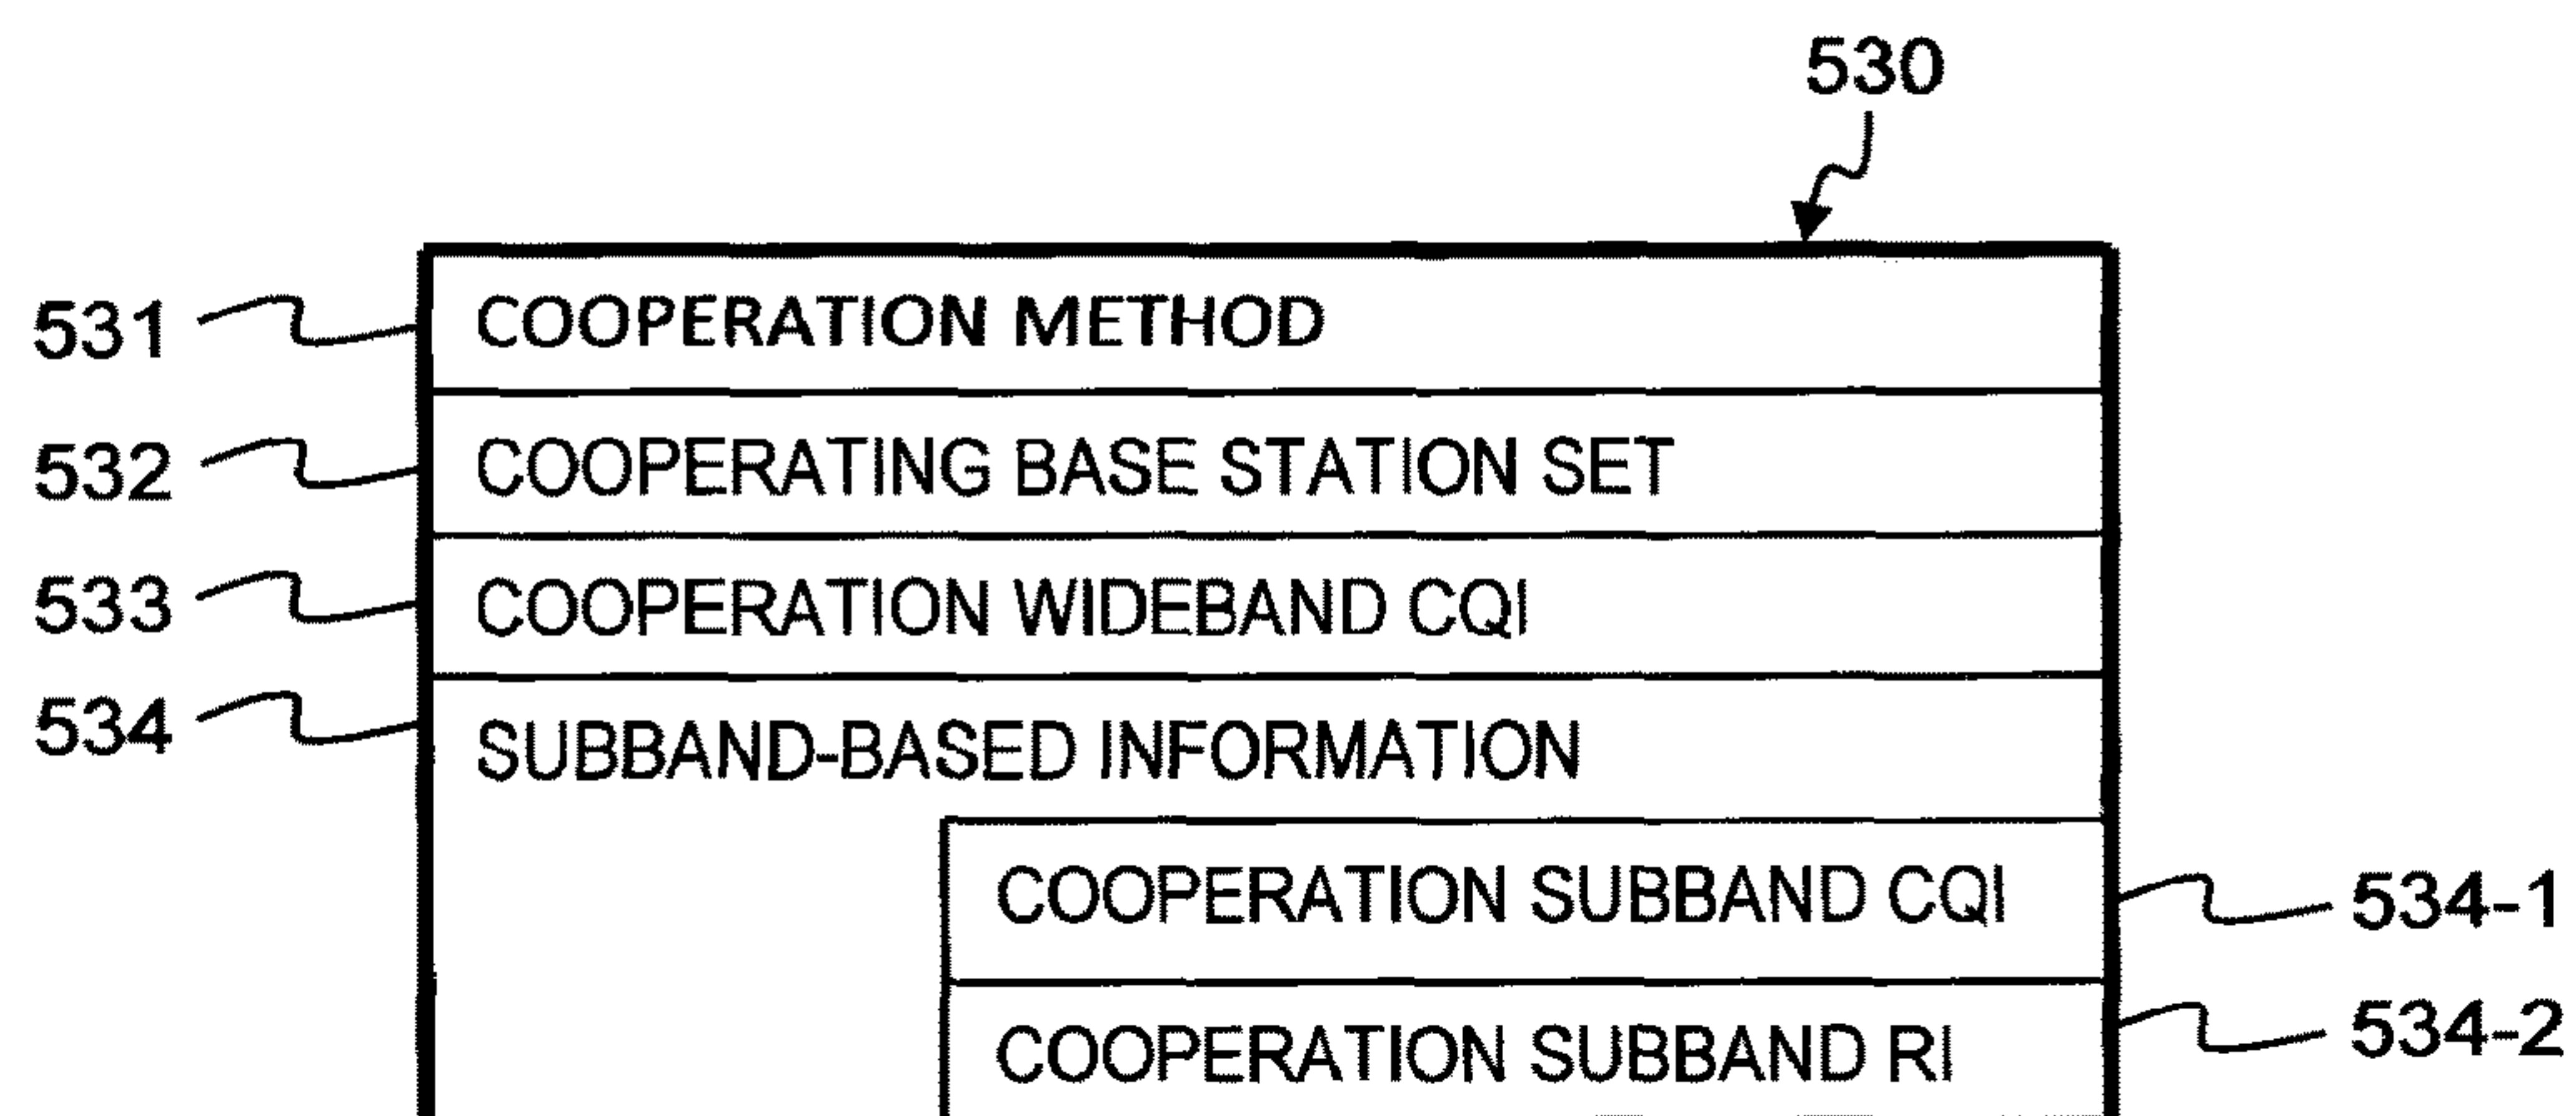 530
531 COOPERATION METHOD
532 COOPERATING BASE STATION SET
533 COOPERATION WIDEBAND CQI
534 SUBBAND-BASED INFORMATION
COOPERATION SUBBAND CQI 534-1
COOPERATION SUBBAND RI 534-2